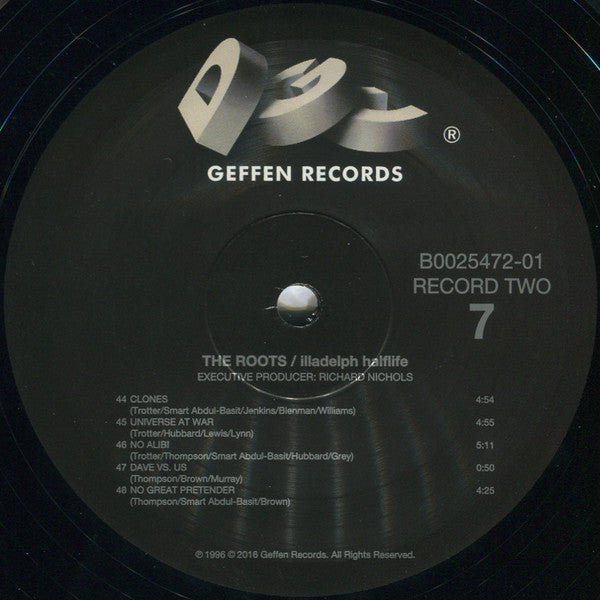 ®
GEFFEN RECORDS
B0025472-01
RECORD TWO
7
THE ROOTS / illadelph halflife
EXECUTIVE PRODUCER: RICHARD NICHOLS
44 CLONES 4:54
(Trotter/Smart Abdul-Basit/Jenkins/Blenman/Williams)
45 UNIVERSE AT WAR 4:55
(Trotter/Hubbard/Lewis/Lynn)
46 NO ALIBI 5:11
(Trotter/Thompson/Smart Abdul-Basit/Hubbard/Grey)
47 DAVE VS. US 0:50
(Thompson/Brown/Murray)
48 NO GREAT PRETENDER 4:25
(Thompson/Smart Abdul-Basit/Brown)
℗ 1996 © 2016 Geffen Records. All Rights Reserved.